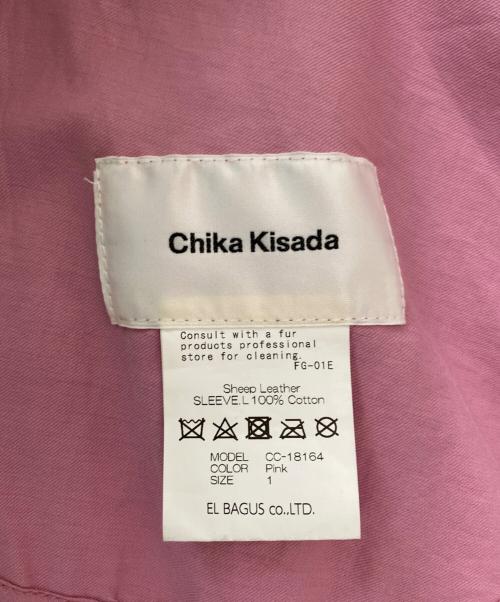 Chika Kisada
Consult with a fur
products professional
store for cleaning.
FG-01E
Sheep Leather
SLEEVE.L 100% Cotton
MODEL CC-18164
COLOR Pink
SIZE 1
EL BAGUS co.,LTD.